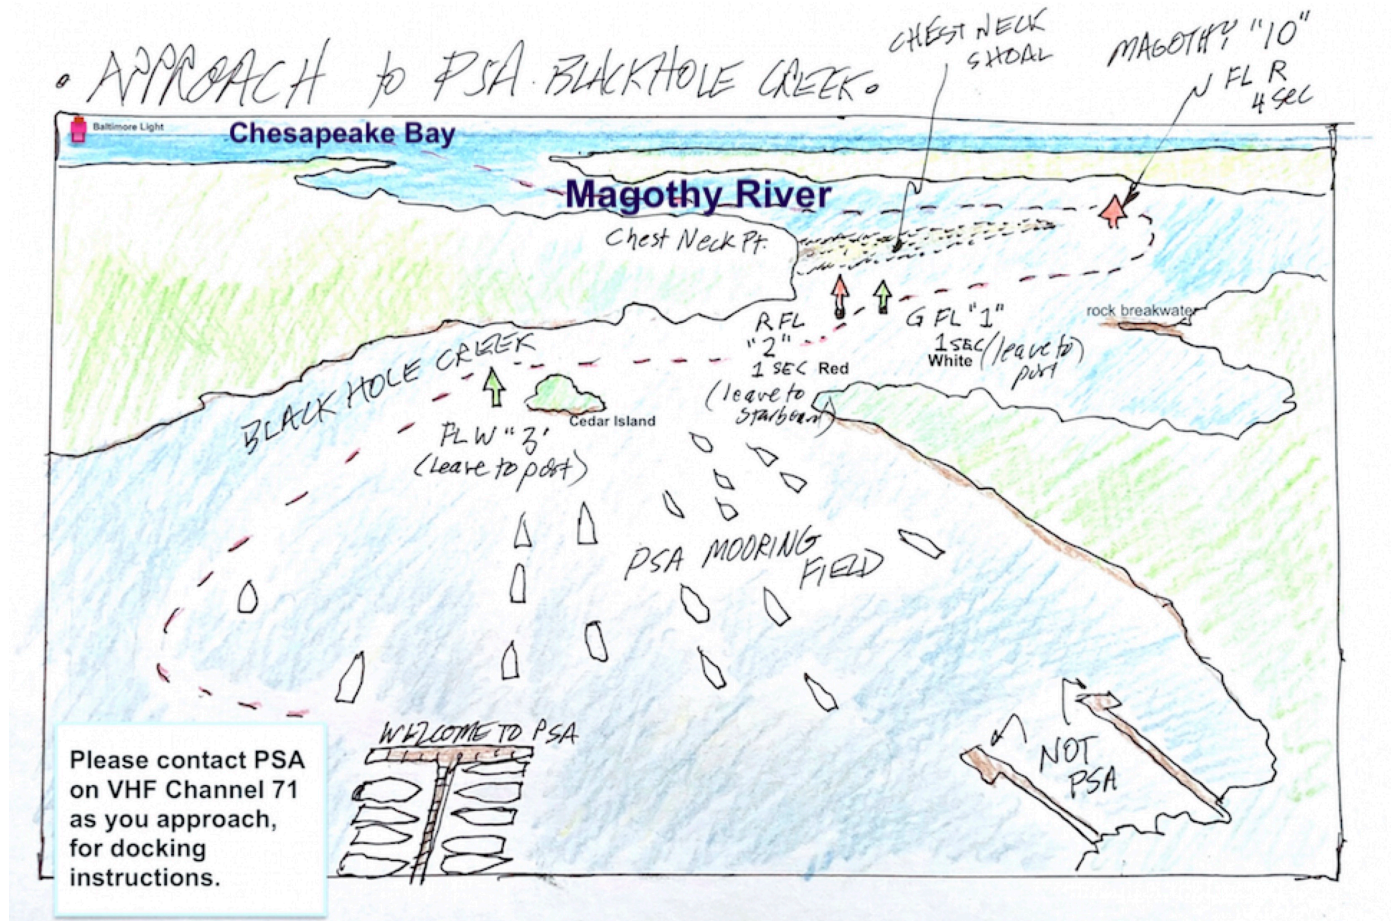 • APPROACH to PSA. BLACKHOLE CREEK•
CHEST NECK
SHOAL
MAGOTHY "10"
FL R
4 SEC
Baltimore Light
Chesapeake Bay
Magothy River
Chest Neck Pt.
rock breakwater
R FL
"2"
1 SEC Red
(leave to
Starboard)
G FL "1"
1 SEC (leave to)
White port
BLACKHOLE CREEK
Cedar Island
FL W "3"
(leave to port)
PSA MOORING
FIELD
WELCOME TO PSA
NOT
PSA
Please contact PSA
on VHF Channel 71
as you approach,
for docking
instructions.